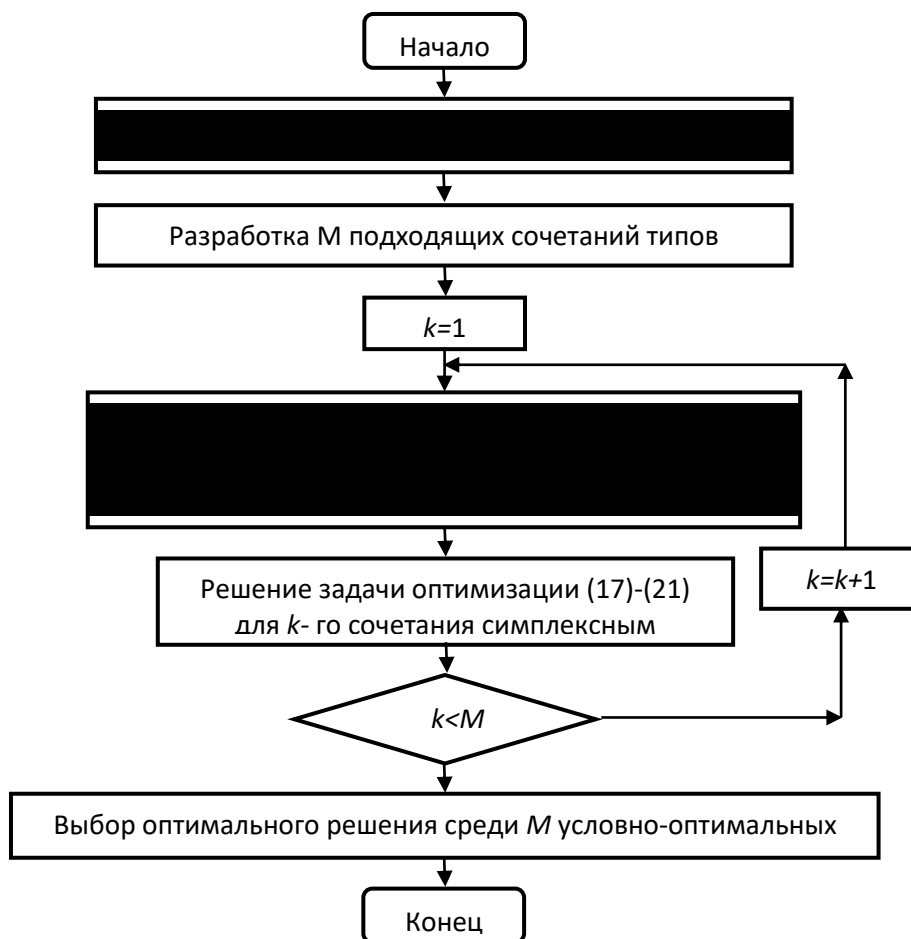 Начало
Разработка М подходящих сочетаний типов
k=1
Решение задачи оптимизации (17)-(21)
для k- го сочетания симплексным
k=k+1
k<M
Выбор оптимального решения среди M условно-оптимальных
Конец